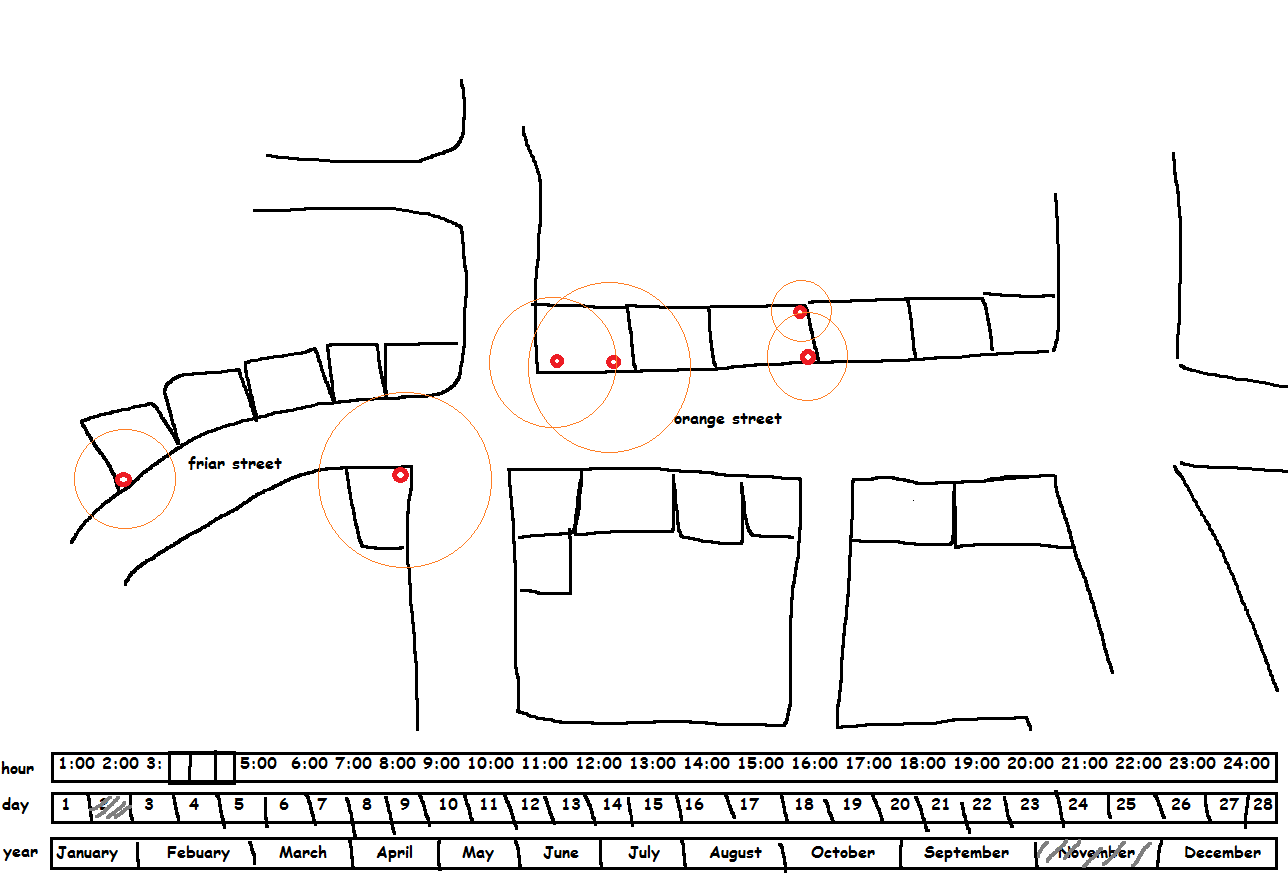 orange street
friar street
hour 1:00 2:00 3: 5:00 6:00 7:00 8:00 9:00 10:00 11:00 12:00 13:00 14:00 15:00 16:00 17:00 18:00 19:00 20:00 21:00 22:00 23:00 24:00
day 1 2 3 4 5 6 7 8 9 10 11 12 13 14 15 16 17 18 19 20 21 22 23 24 25 26 27 28
year January Febuary March April May June July August October September November December